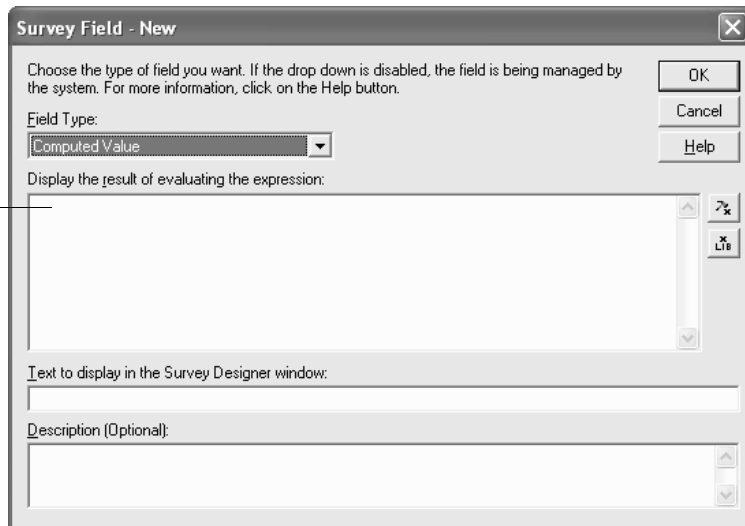 Survey Field - New
Choose the type of field you want. If the drop down is disabled, the field is being managed by
the system. For more information, click on the Help button.
OK
Cancel
Help
Field Type:
Computed Value
Display the result of evaluating the expression:
LIB
Text to display in the Survey Designer window:
Description (Optional):